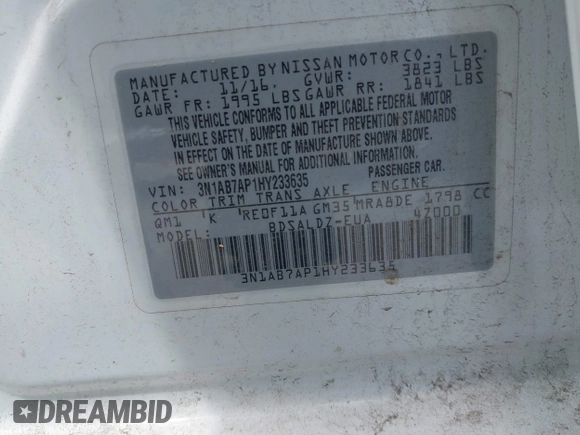 MANUFACTURED BY NISSAN MOTOR CO., LTD.
DATE: 11/16. GVWR: 3823 LBS
GAWR FR: 1995 LBS GAWR RR: 1841 LBS
THIS VEHICLE CONFORMS TO ALL APPLICABLE FEDERAL MOTOR
VEHICLE SAFETY, BUMPER AND THEFT PREVENTION STANDARDS
IN EFFECT ON THE DATE OF MANUFACTURE SHOWN ABOVE.
SEE OWNER'S MANUAL FOR ADDITIONAL INFORMATION.
VIN: 3N1AB7AP1HY233635 PASSENGER CAR.
COLOR TRIM TRANS AXLE ENGINE
QM1 K RE0F11A GM35 MRA8DE 1798 CC
MODEL: BDSALDZ-EUA 47000
3N1AB7AP1HY233635
DREAMBID